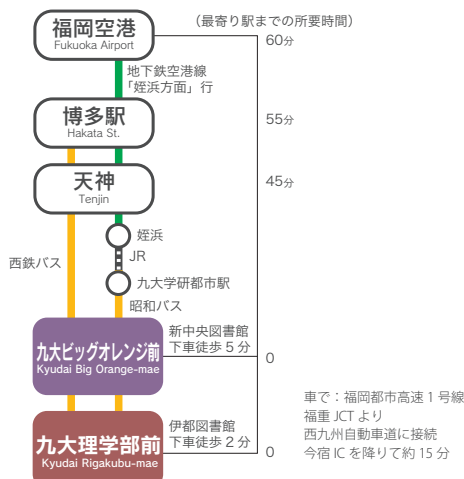 福岡空港
Fukuoka Airport
（最寄り駅までの所要時間）
60分
地下鉄空港線
「姪浜方面」行
博多駅
Hakata St.
55分
天神
Tenjin
45分
姪浜
JR
西鉄バス
九大学研都市駅
昭和バス
九大ビッグオレンジ前
Kyudai Big Orange-mae
新中央図書館
下車徒歩 5 分
0
九大理学部前
Kyudai Rigakubu-mae
伊都図書館
下車徒歩 2 分
0
車で：福岡都市高速 1 号線
福重 JCT より
西九州自動車道に接続
今宿 IC を降りて約 15 分